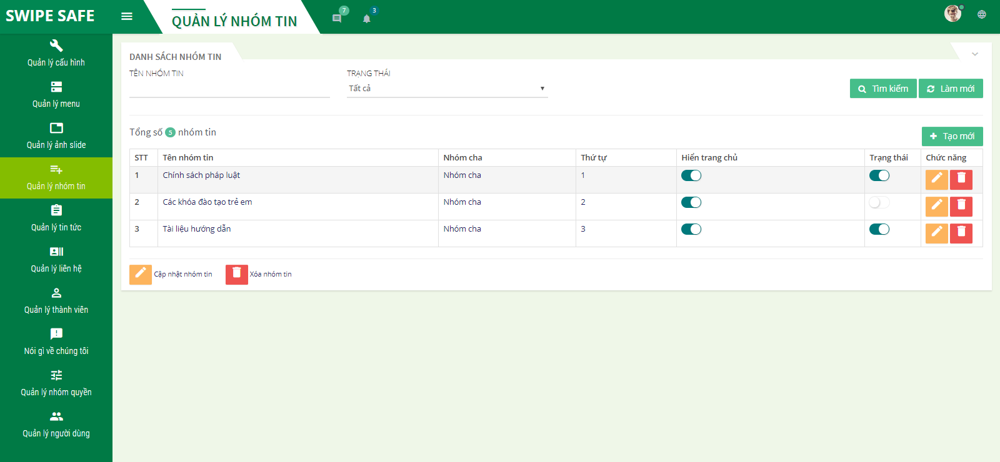 SWIPE SAFE
QUẢN LÝ NHÓM TIN
7
3
Quản lý cấu hình
Quản lý menu
Quản lý ảnh slide
Quản lý nhóm tin
Quản lý tin tức
Quản lý liên hệ
Quản lý thành viên
Nói gì về chúng tôi
Quản lý nhóm quyền
Quản lý người dùng
DANH SÁCH NHÓM TIN
TÊN NHÓM TIN
TRẠNG THÁI
Tất cả
Tìm kiếm
Làm mới
Tổng số 5 nhóm tin
Tạo mới
STT Tên nhóm tin Nhóm cha Thứ tự Hiển trang chủ Trạng thái Chức năng
1 Chính sách pháp luật Nhóm cha 1
2 Các khóa đào tạo trẻ em Nhóm cha 2
3 Tài liệu hướng dẫn Nhóm cha 3
Cập nhật nhóm tin Xóa nhóm tin